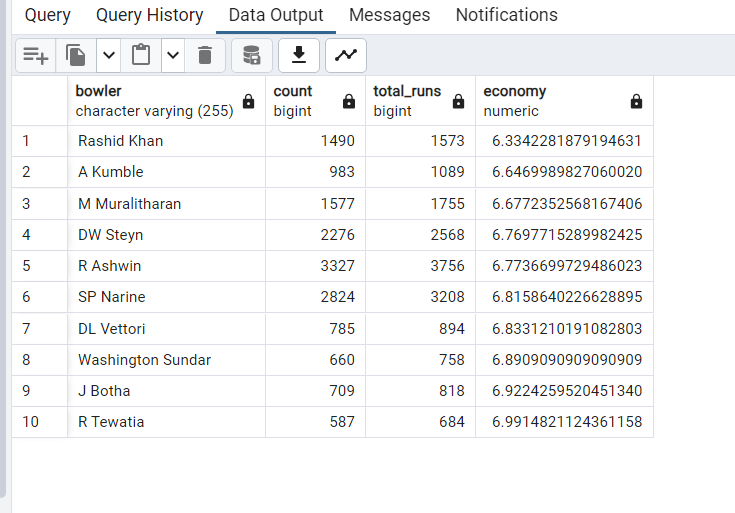 Query Query History Data Output Messages Notifications
bowler count total_runs economy
character varying (255) bigint bigint numeric
1 Rashid Khan 1490 1573 6.3342281879194631
2 A Kumble 983 1089 6.6469989827060020
3 M Muralitharan 1577 1755 6.6772352568167406
4 DW Steyn 2276 2568 6.7697715289982425
5 R Ashwin 3327 3756 6.7736699729486023
6 SP Narine 2824 3208 6.8158640226628895
7 DL Vettori 785 894 6.8331210191082803
8 Washington Sundar 660 758 6.8909090909090909
9 J Botha 709 818 6.9224259520451340
10 R Tewatia 587 684 6.9914821124361158